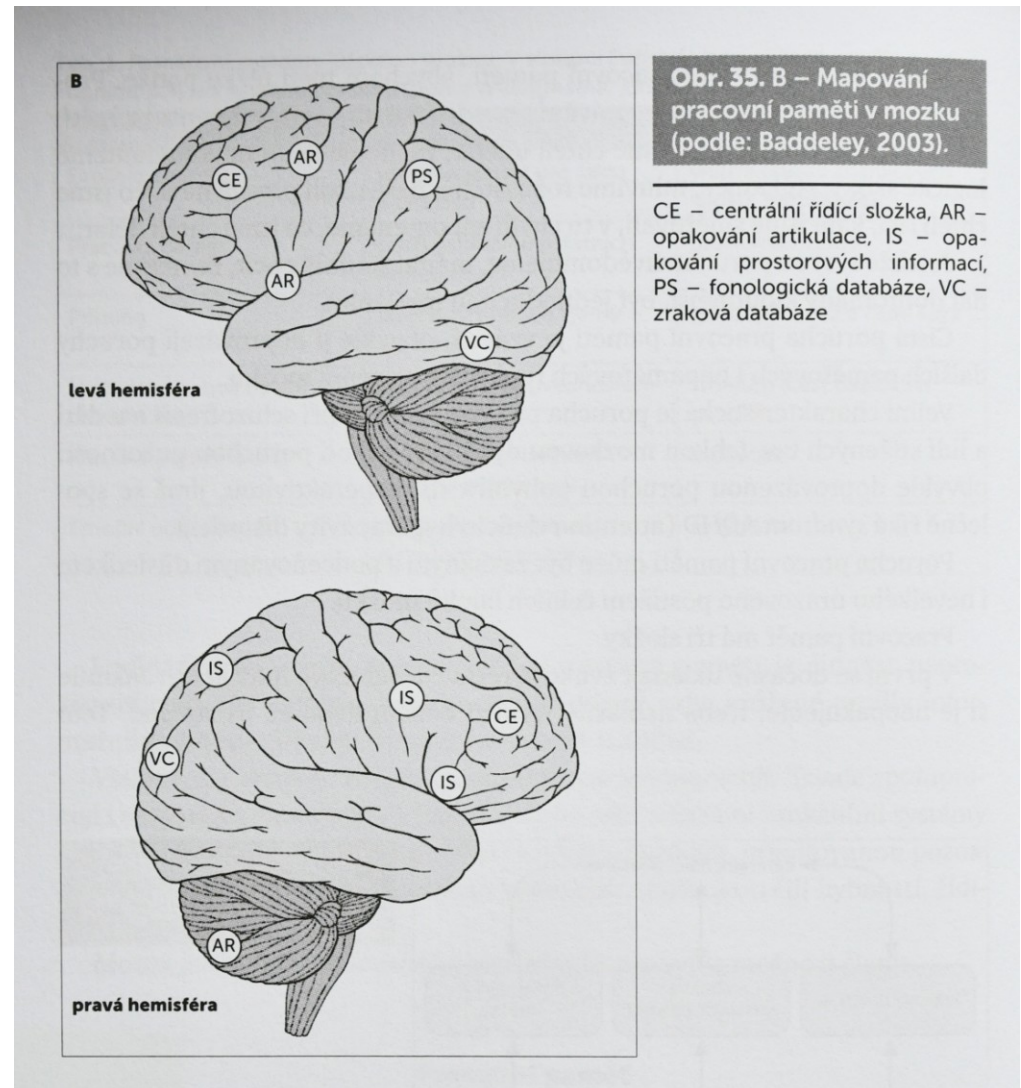 B
Obr. 35. B – Mapování
pracovní paměti v mozku
(podle: Baddeley, 2003).
CE – centrální řídící složka, AR –
opakování artikulace, IS – opa-
kování prostorových informací,
PS – fonologická databáze, VC –
zraková databáze
AR
CE
PS
AR
VC
levá hemisféra
IS
IS
CE
VC
IS
AR
pravá hemisféra